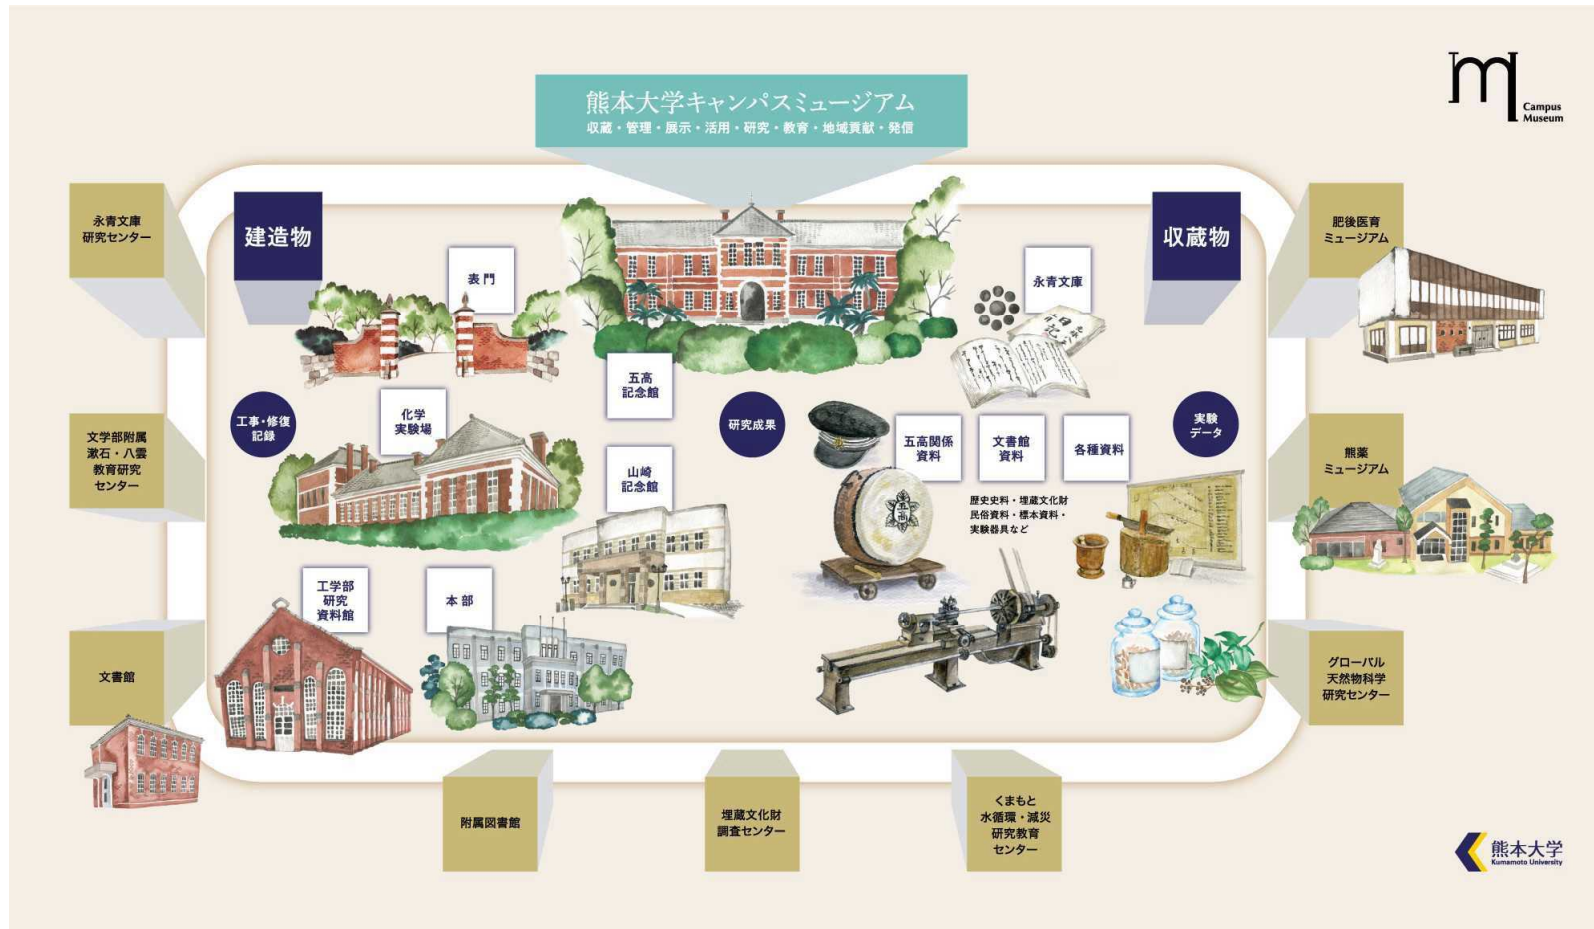 熊本大学キャンパスミュージアム
収蔵・管理・展示・活用・研究・教育・地域貢献・発信
Campus
Museum
永青文庫
研究センター
建造物
表門
収蔵物
永青文庫
肥後医育
ミュージアム
日記
五高
記念館
工事・修復
記録
化学
実験場
研究成果
五高関係
資料
文書館
資料
各種資料
実験
データ
文学部附属
漱石・八雲
教育研究
センター
山崎
記念館
熊薬
ミュージアム
歴史史料・埋蔵文化財
民俗資料・標本資料・
実験器具など
五高
工学部
研究
資料館
本部
文書館
グローバル
天然物科学
研究センター
附属図書館
埋蔵文化財
調査センター
くまもと
水循環・減災
研究教育
センター
熊本大学
Kumamoto University